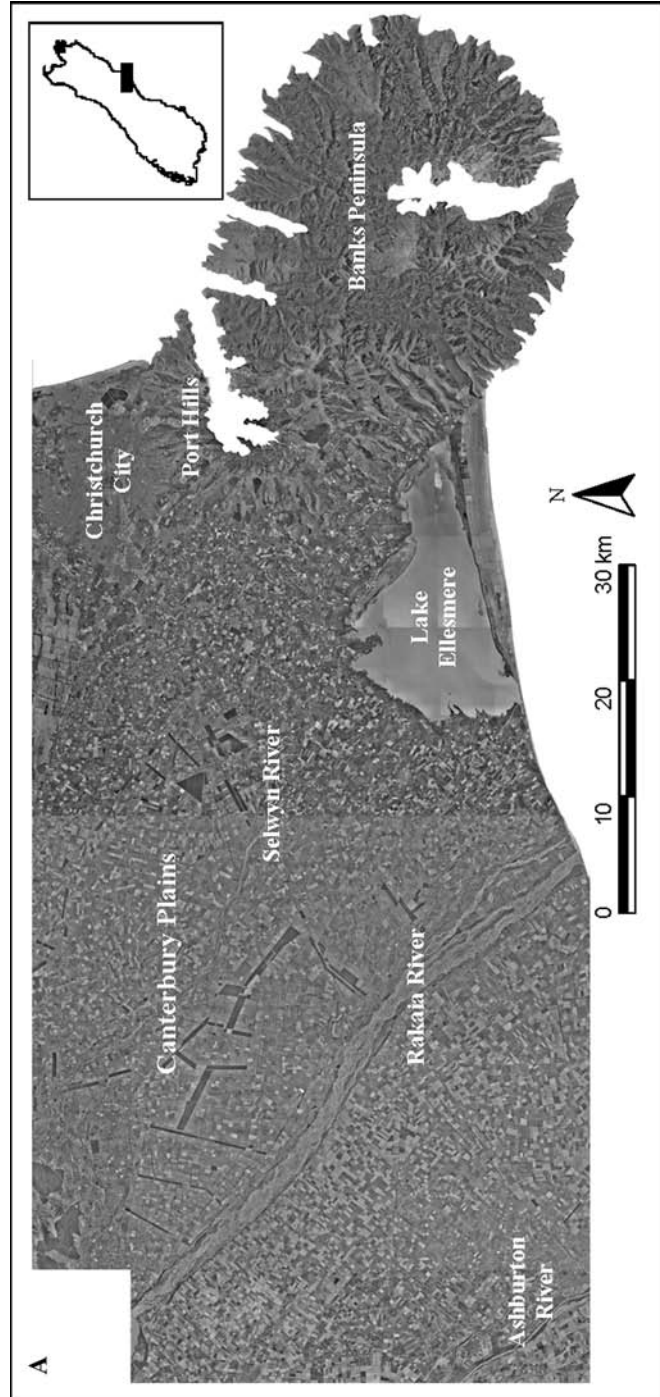 A
Christchurch
City
Port Hills
Banks Peninsula
Canterbury Plains
Selwyn River
Lake
Ellesmere
Rakaia River
Ashburton
River
N
0 10 20 30 km